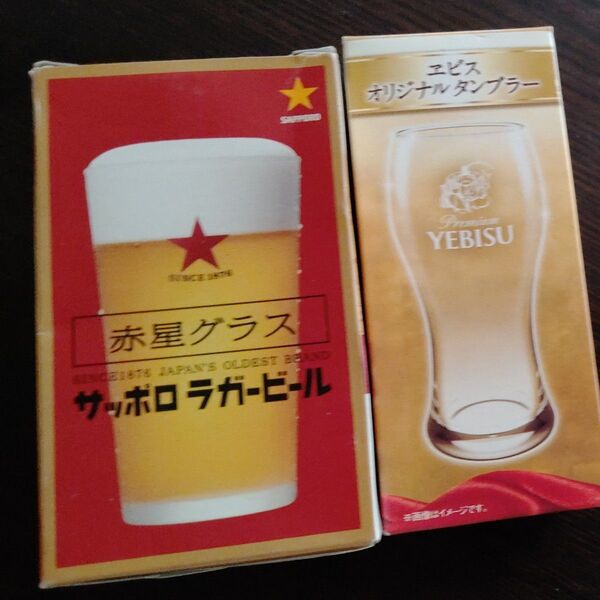 SAPPORO
SINCE 1876
赤星グラス
SINCE1876 JAPAN'S OLDEST BRAND
サッポロ ラガービール
ヱビス
オリジナルタンブラー
Premium
YEBISU
※画像はイメージです。